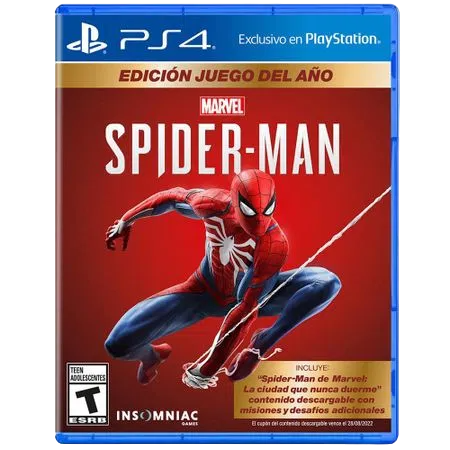 PS4
Exclusivo en PlayStation®
EDICIÓN JUEGO DEL AÑO
MARVEL
SPIDER-MAN
TEEN
ADOLESCENTES
T
ESRB
INSOMNIAC
GAMES
INCLUYE:
"Spider-Man de Marvel:
La ciudad que nunca duerme"
contenido descargable con
misiones y desafíos adicionales
El cupón del contenido descargable vence el 28/08/2022